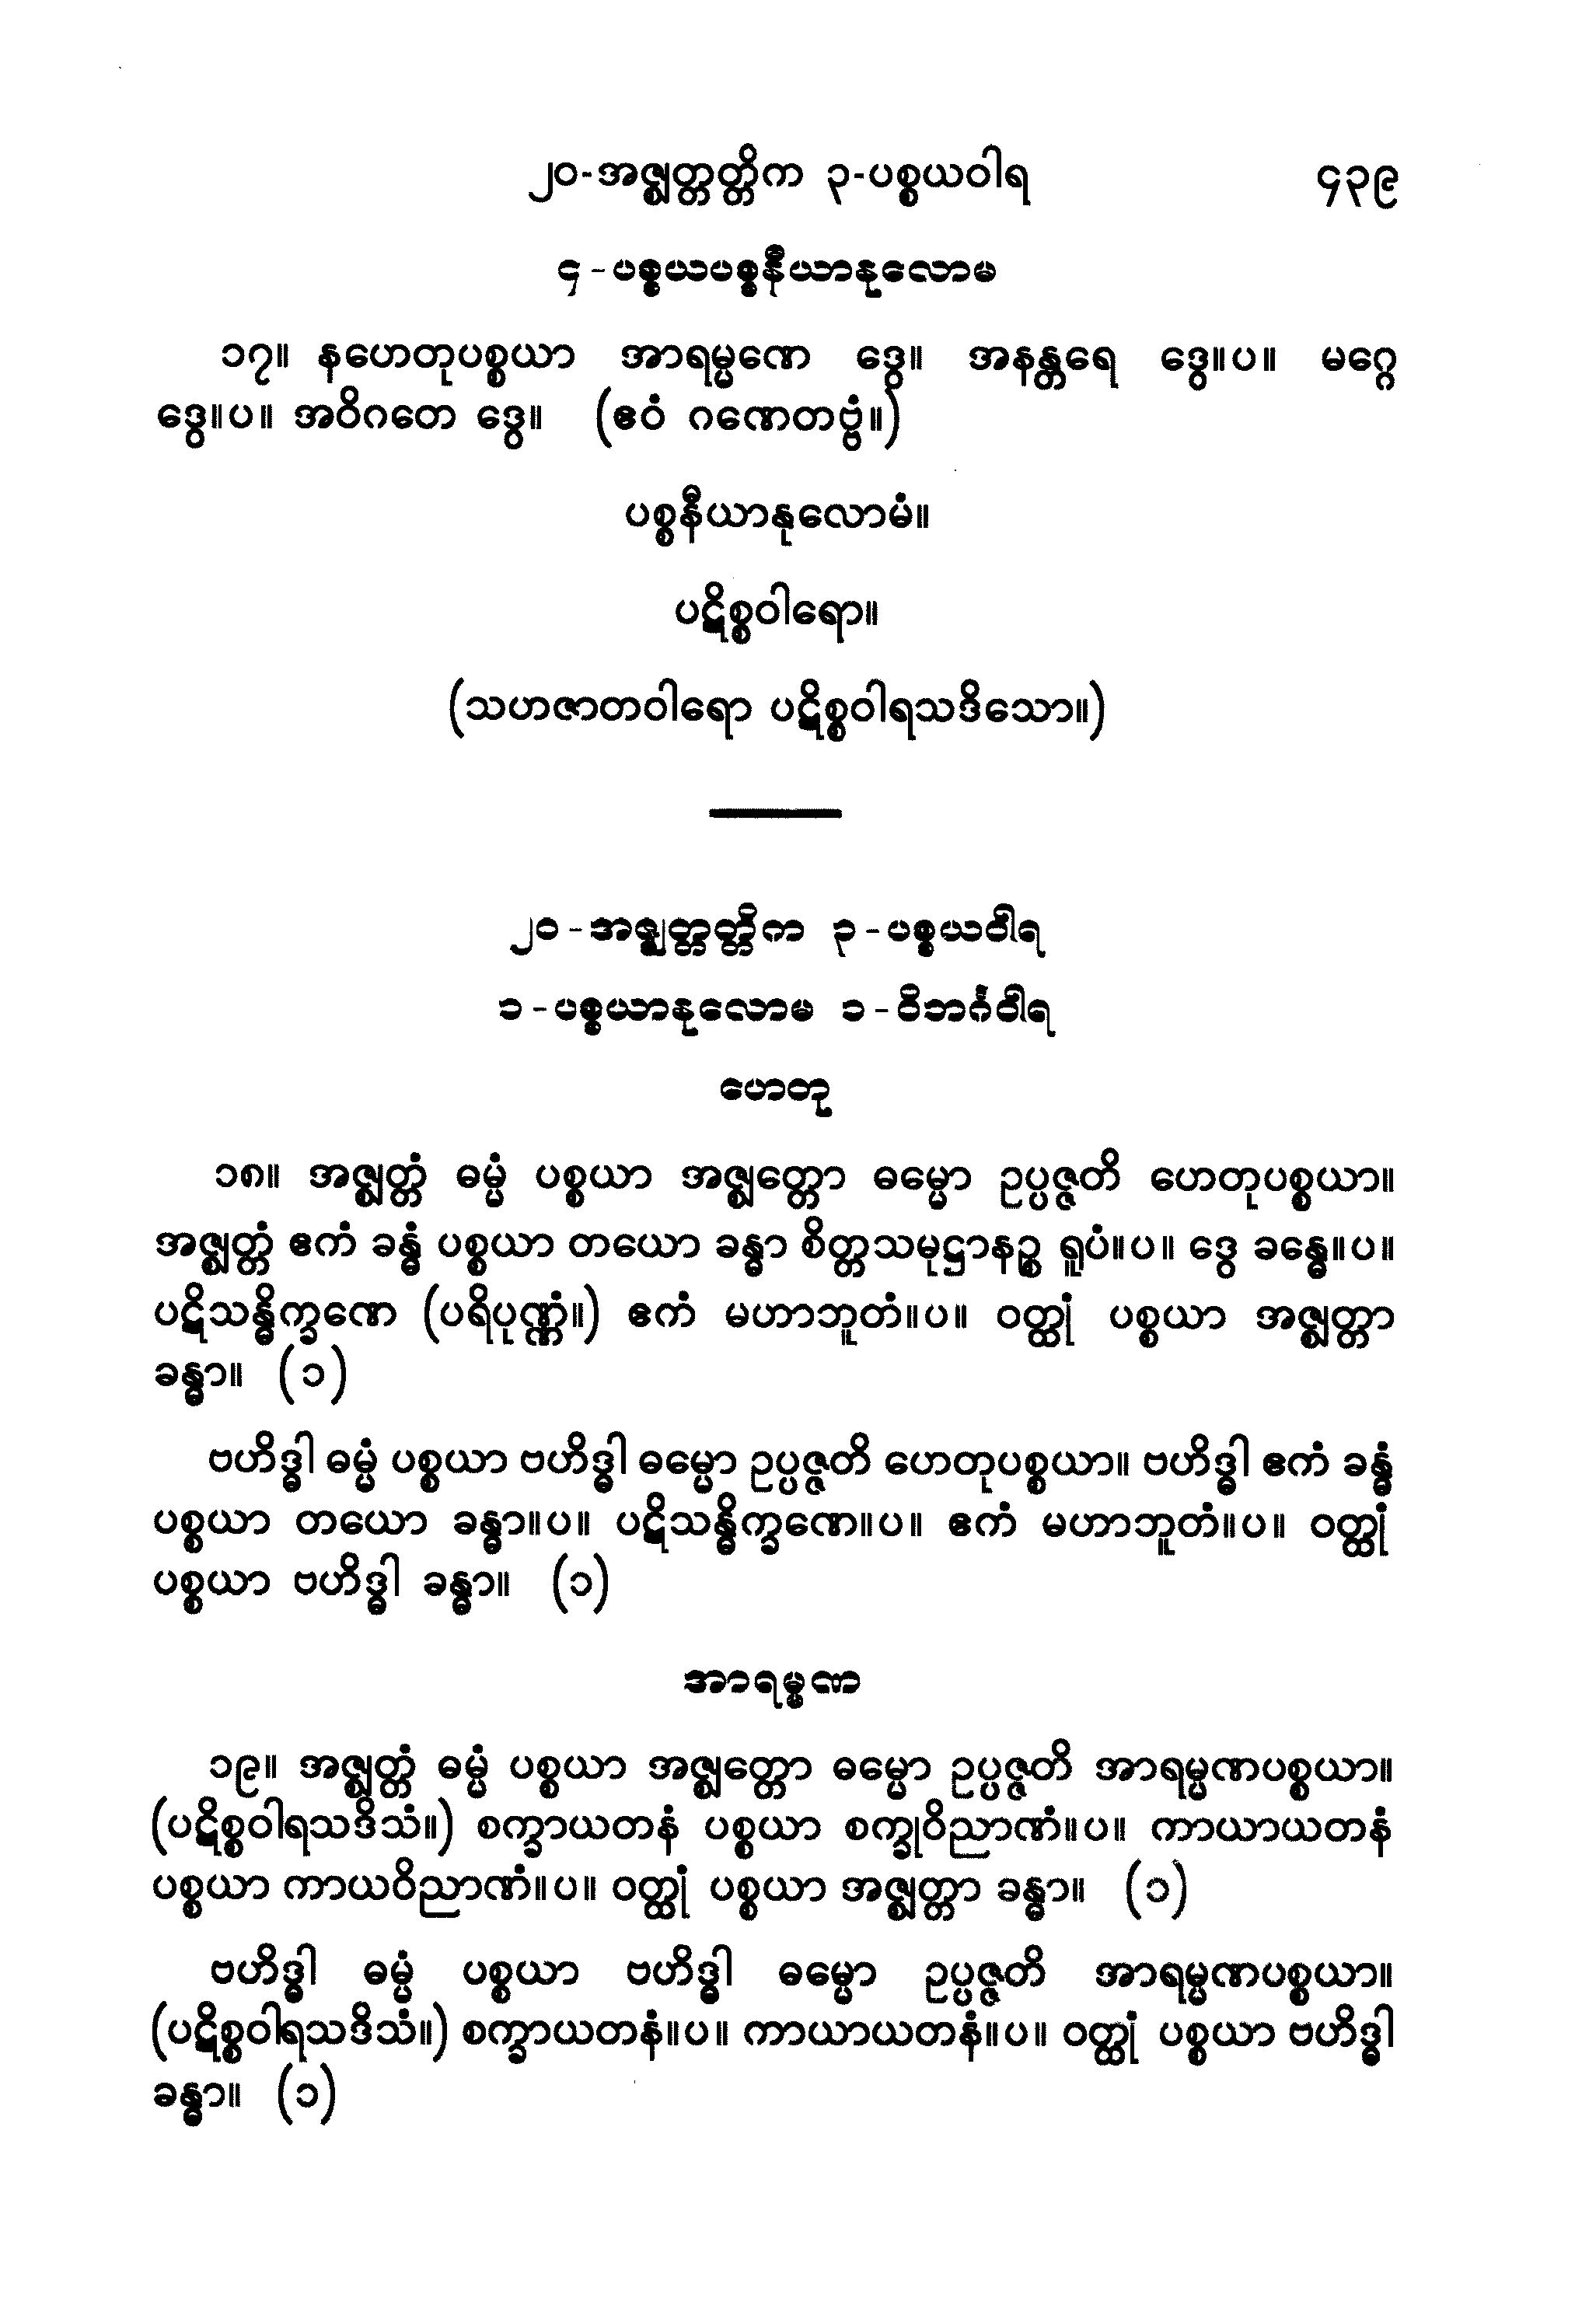 ၂၀-အဇ္ဈတ္တတ္တိက ၃-ပစ္စယဝါရ ၄၃၉
၄-ပစ္စယပစ္စနီယာနုလောမ
၁၇။ နဟေတုပစ္စယာ အာရမ္မဏေ ဒွေ။ အနန္တရေ ဒွေ။ပ။ မဂ္ဂေ
ဒွေ။ပ။ အဝိဂတေ ဒွေ။ (ဧဝံ ဂဏေတဗ္ဗံ။)
ပစ္စနီယာနုလောမံ။
ပဋိစ္စဝါရော။
(သဟဇာတဝါရော ပဋိစ္စဝါရသဒိသော။)
၂၀-အဇ္ဈတ္တတ္တိက ၃-ပစ္စယဝါရ
၁-ပစ္စယာနုလောမ ၁-ဝိဘင်္ဂဝါရ
ဟေတု
၁၈။ အဇ္ဈတ္တံ ဓမ္မံ ပစ္စယာ အဇ္ဈတ္တော ဓမ္မော ဥပ္ပဇ္ဇတိ ဟေတုပစ္စယာ။
အဇ္ဈတ္တံ ဧကံ ခန္ဓံ ပစ္စယာ တယော ခန္ဓာ စိတ္တသမုဋ္ဌာနဉ္စ ရူပံ။ပ။ ဒွေ ခန္ဓေ။ပ။
ပဋိသန္ဓိက္ခဏေ (ပရိပုဏ္ဏံ။) ဧကံ မဟာဘူတံ။ပ။ ဝတ္ထုံ ပစ္စယာ အဇ္ဈတ္တာ
ခန္ဓာ။ (၁)
ဗဟိဒ္ဓါ ဓမ္မံ ပစ္စယာ ဗဟိဒ္ဓါ ဓမ္မော ဥပ္ပဇ္ဇတိ ဟေတုပစ္စယာ။ ဗဟိဒ္ဓါ ဧကံ ခန္ဓံ
ပစ္စယာ တယော ခန္ဓာ။ပ။ ပဋိသန္ဓိက္ခဏေ။ပ။ ဧကံ မဟာဘူတံ။ပ။ ဝတ္ထုံ
ပစ္စယာ ဗဟိဒ္ဓါ ခန္ဓာ။ (၁)
အာရမ္မဏ
၁၉။ အဇ္ဈတ္တံ ဓမ္မံ ပစ္စယာ အဇ္ဈတ္တော ဓမ္မော ဥပ္ပဇ္ဇတိ အာရမ္မဏပစ္စယာ။
(ပဋိစ္စဝါရသဒိသံ။) စက္ခာယတနံ ပစ္စယာ စက္ခုဝိညာဏံ။ပ။ ကာယာယတနံ
ပစ္စယာ ကာယဝိညာဏံ။ပ။ ဝတ္ထုံ ပစ္စယာ အဇ္ဈတ္တာ ခန္ဓာ။ (၁)
ဗဟိဒ္ဓါ ဓမ္မံ ပစ္စယာ ဗဟိဒ္ဓါ ဓမ္မော ဥပ္ပဇ္ဇတိ အာရမ္မဏပစ္စယာ။
(ပဋိစ္စဝါရသဒိသံ။) စက္ခာယတနံ။ပ။ ကာယာယတနံ။ပ။ ဝတ္ထုံ ပစ္စယာ ဗဟိဒ္ဓါ
ခန္ဓာ။ (၁)